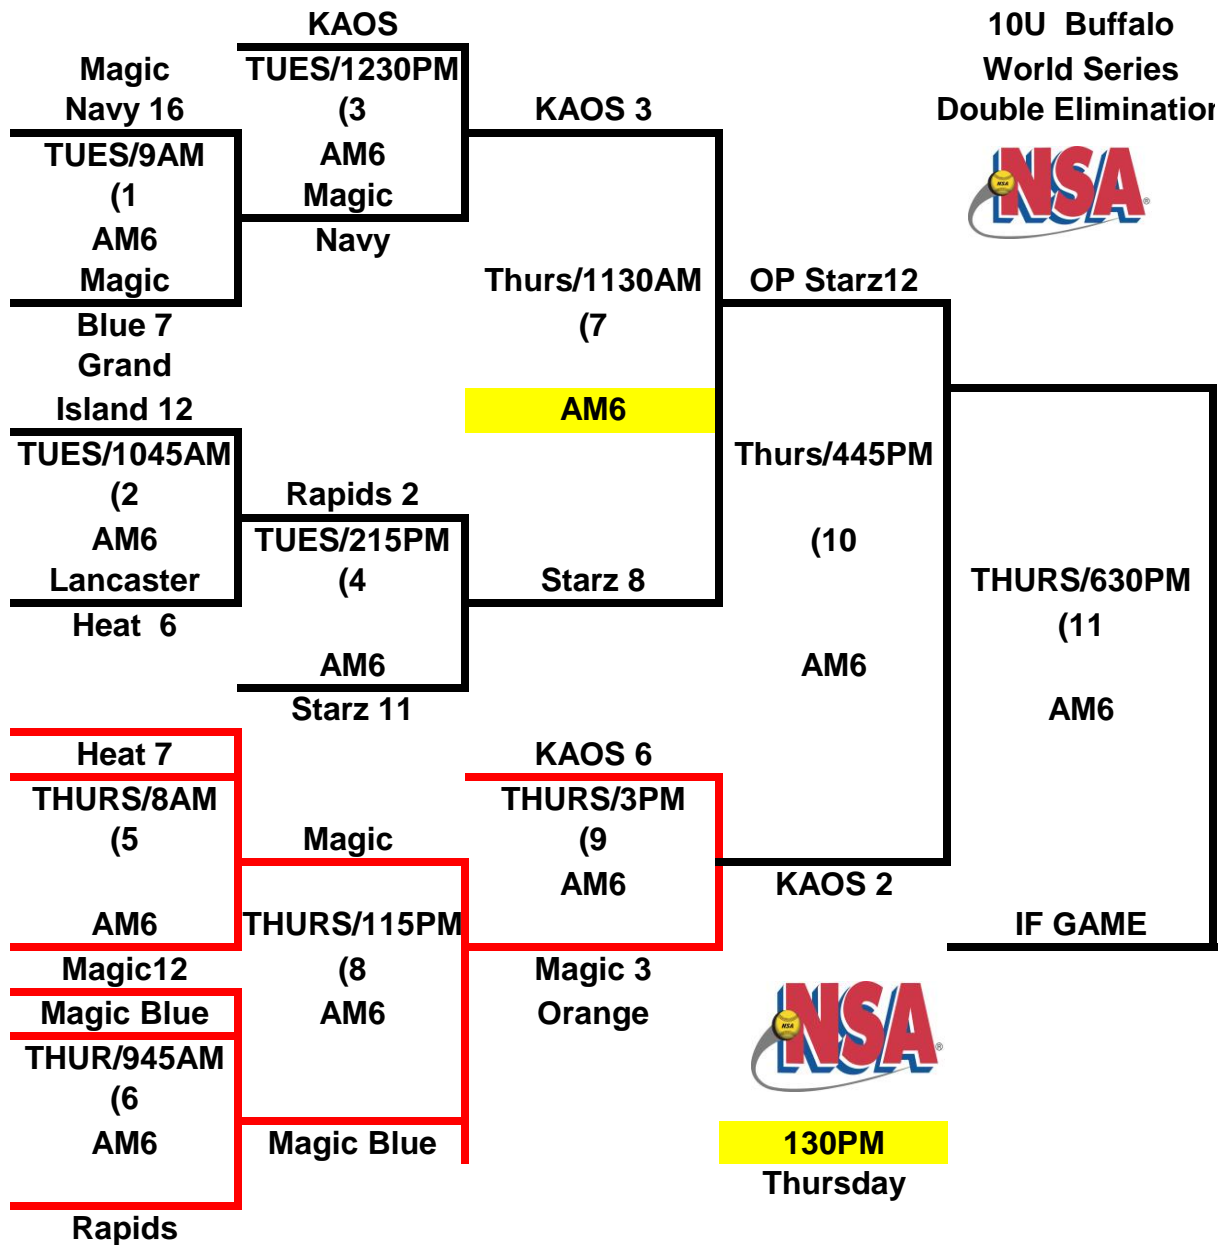 KAOS
10U  Buffalo
Magic
TUES/1230PM
World Series
Navy 16
(3
KAOS 3
Double Elimination
TUES/9AM
AM6
NSA
NSA
®
(1
Magic
AM6
Navy
Magic
Thurs/1130AM
OP Starz12
Blue 7
(7
Grand
Island 12
AM6
TUES/1045AM
Thurs/445PM
(2
Rapids 2
AM6
TUES/215PM
(10
Lancaster
(4
Starz 8
THURS/630PM
Heat  6
(11
AM6
AM6
Starz 11
AM6
Heat 7
KAOS 6
THURS/8AM
THURS/3PM
(5
Magic
(9
AM6
KAOS 2
AM6
THURS/115PM
IF GAME
Magic12
(8
Magic 3
Magic Blue
AM6
Orange
NSA
NSA
®
THUR/945AM
(6
AM6
Magic Blue
130PM
Thursday
Rapids